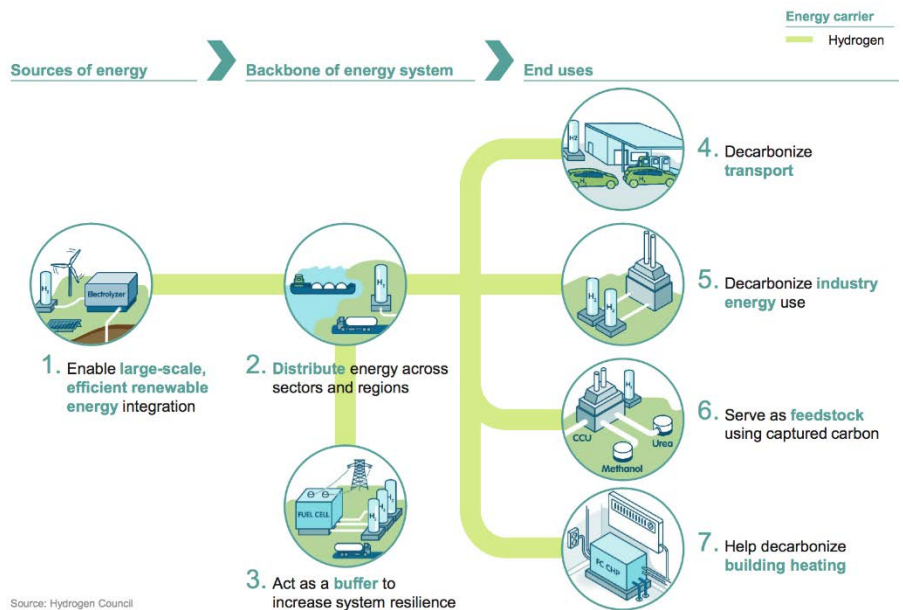 Energy carrier
Hydrogen
Sources of energy
Backbone of energy system
End uses
H₂
Electrolyzer
1. Enable large-scale,
efficient renewable
energy integration
H₂
2. Distribute energy across
sectors and regions
FUEL CELL
H₂
H₂
H₂
3. Act as a buffer to
increase system resilience
H2
H₂
H₂
4. Decarbonize
transport
H₂
H₂
5. Decarbonize industry
energy use
H₂
CCU
Urea
Methanol
6. Serve as feedstock
using captured carbon
FC CHP
7. Help decarbonize
building heating
Source: Hydrogen Council